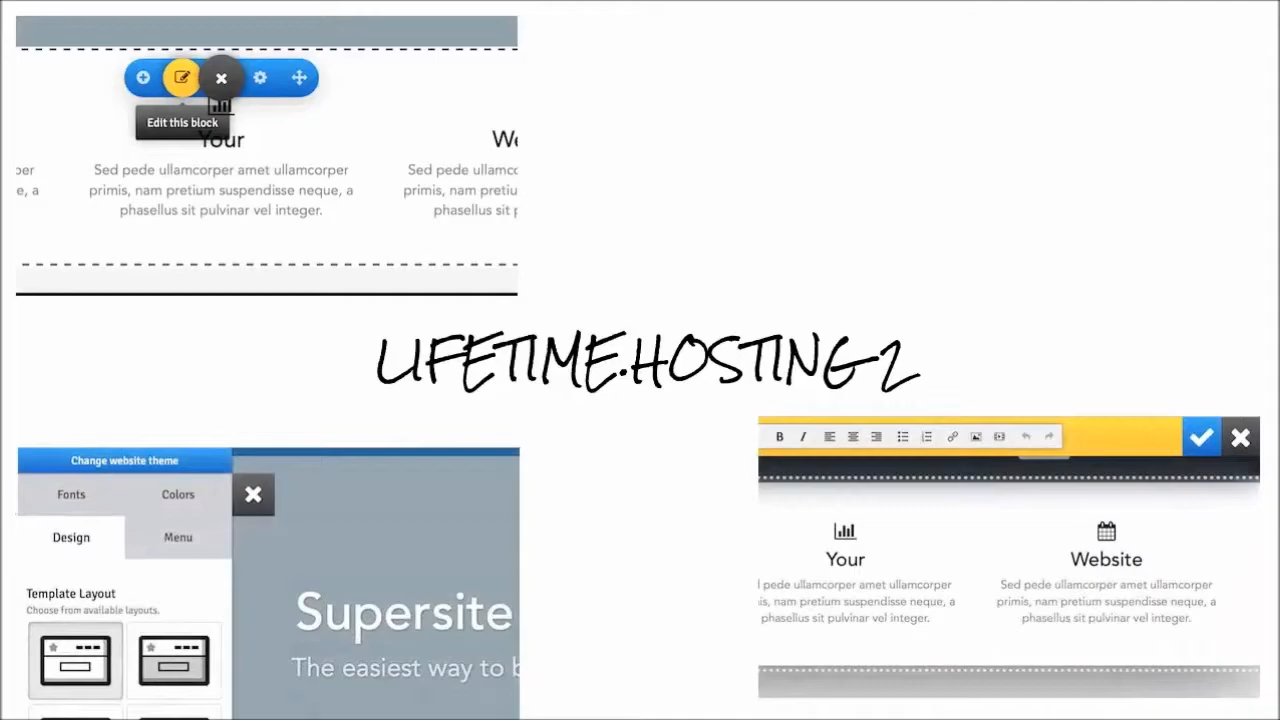 Edit this block
Your
We
per
Sed pede ullamcorper amet ullamcorper
Sed pede ullamc
e, a
primis, nam pretium suspendisse neque, a
primis, nam pretiu
phasellus sit pulvinar vel integer.
phasellus sit p
LIFETIME.HOSTING 2
Change website theme
Fonts
Colors
Design
Menu
Template Layout
Choose from available layouts.
Supersite
The easiest way to b
B I
Your
Website
l pede ullamcorper amet ullamcorper
Sed pede ullamcorper amet ullamcorper
is, nam pretium suspendisse neque, a
primis, nam pretium suspendisse neque, a
phasellus sit pulvinar vel integer.
phasellus sit pulvinar vel integer.